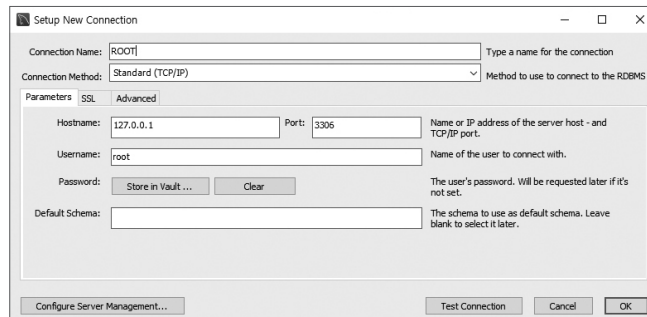 Setup New Connection
Connection Name: ROOT Type a name for the connection
Connection Method: Standard (TCP/IP) Method to use to connect to the RDBMS
Parameters SSL Advanced
Hostname: 127.0.0.1 Port: 3306 Name or IP address of the server host - and
TCP/IP port.
Username: root Name of the user to connect with.
Password: Store in Vault ... Clear The user's password. Will be requested later if it's
not set.
Default Schema: The schema to use as default schema. Leave
blank to select it later.
Configure Server Management... Test Connection Cancel OK